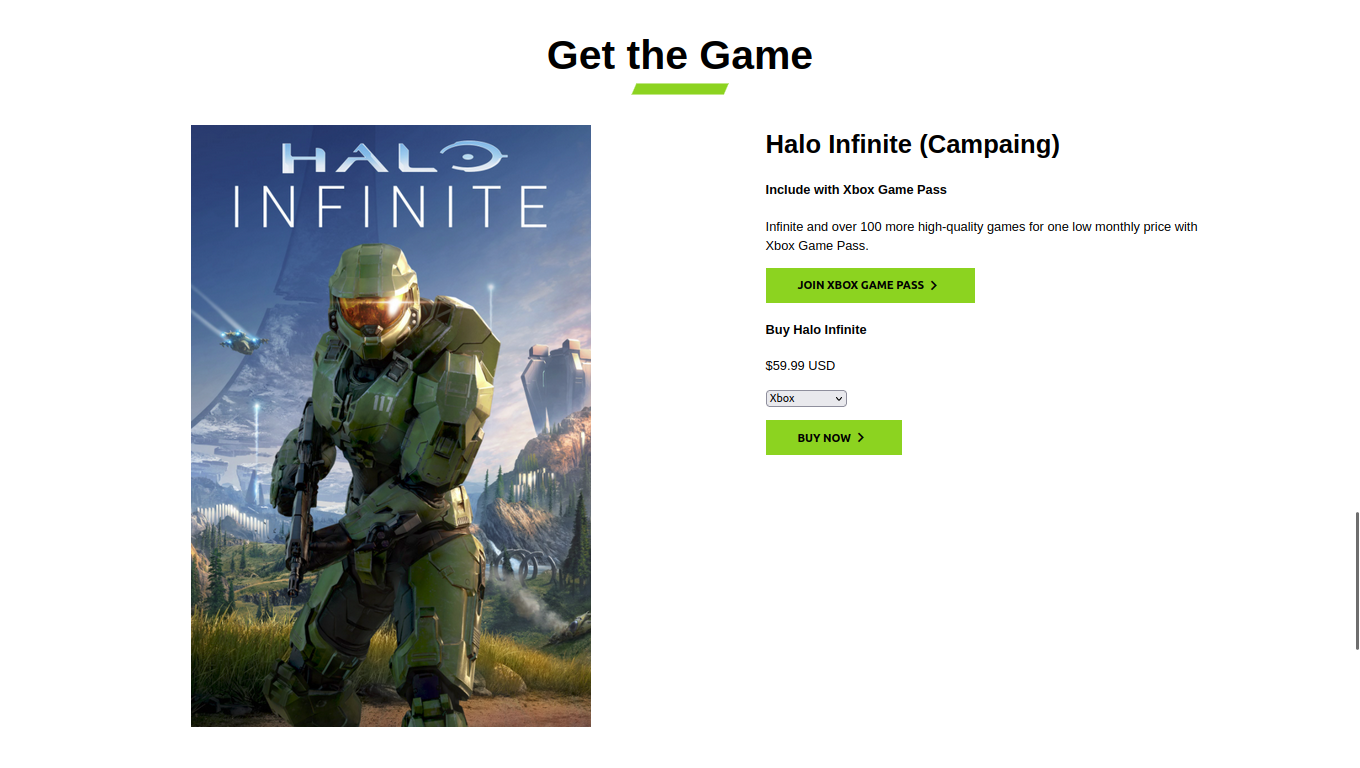 Get the Game
HALO
INFINITE
117
Halo Infinite (Campaing)
Include with Xbox Game Pass
Infinite and over 100 more high-quality games for one low monthly price with
Xbox Game Pass.
JOIN XBOX GAME PASS
Buy Halo Infinite
$59.99 USD
Xbox
BUY NOW